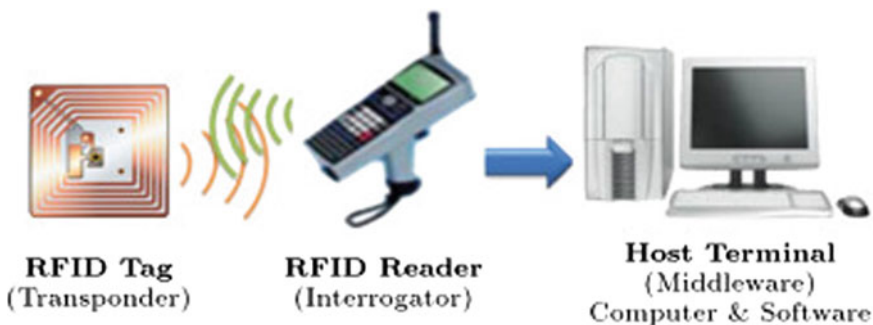 RFID Tag
(Transponder)
RFID Reader
(Interrogator)
Host Terminal
(Middleware)
Computer & Software